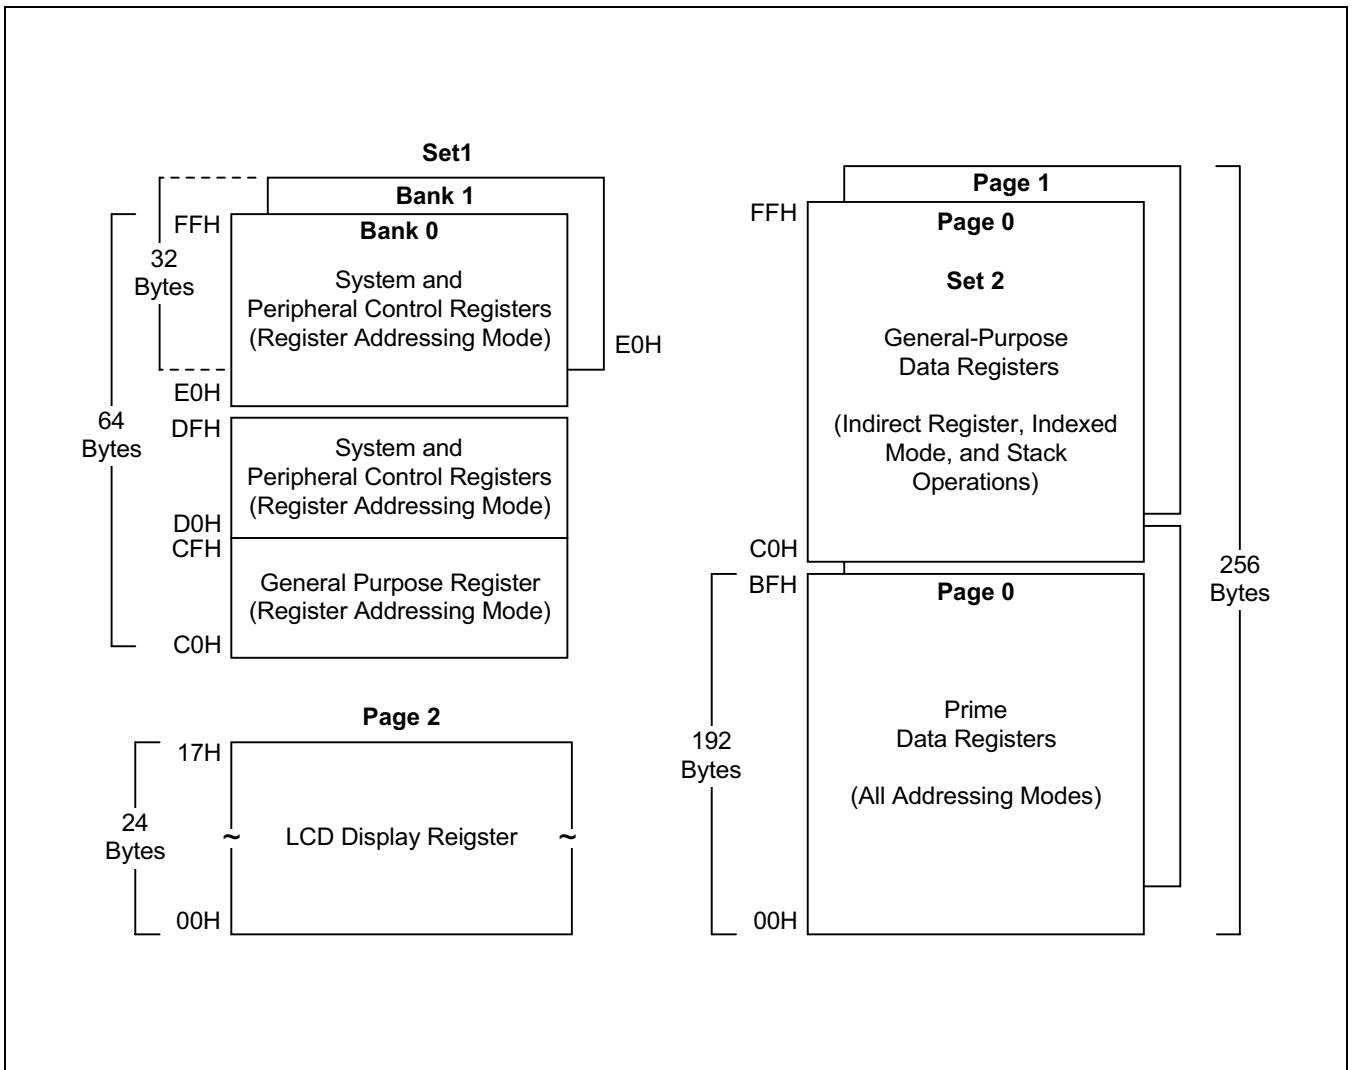 Set1
Bank 1
Bank 0
FFH
32
Bytes
System and
Peripheral Control Registers
(Register Addressing Mode)
E0H
E0H
64
Bytes
DFH
System and
Peripheral Control Registers
(Register Addressing Mode)
D0H
CFH
General Purpose Register
(Register Addressing Mode)
C0H
Page 2
17H
24
Bytes
~ LCD Display Reigster ~
00H
Page 1
FFH
Page 0
Set 2
General-Purpose
Data Registers
(Indirect Register, Indexed
Mode, and Stack
Operations)
C0H
256
Bytes
BFH
Page 0
192
Bytes
Prime
Data Registers
(All Addressing Modes)
00H